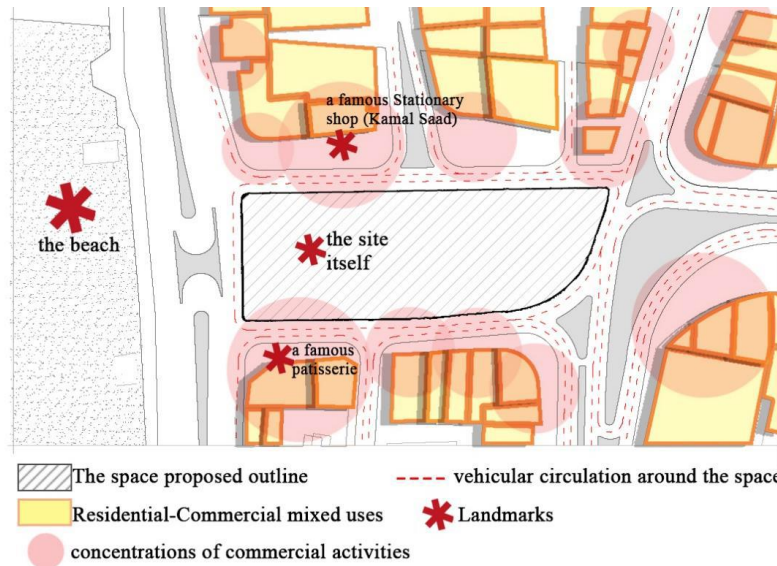 a famous Stationary
shop (Kamal Saad)
the beach
the site
itself
a famous
patisserie
The space proposed outline
vehicular circulation around the space
Residential-Commercial mixed uses
Landmarks
concentrations of commercial activities